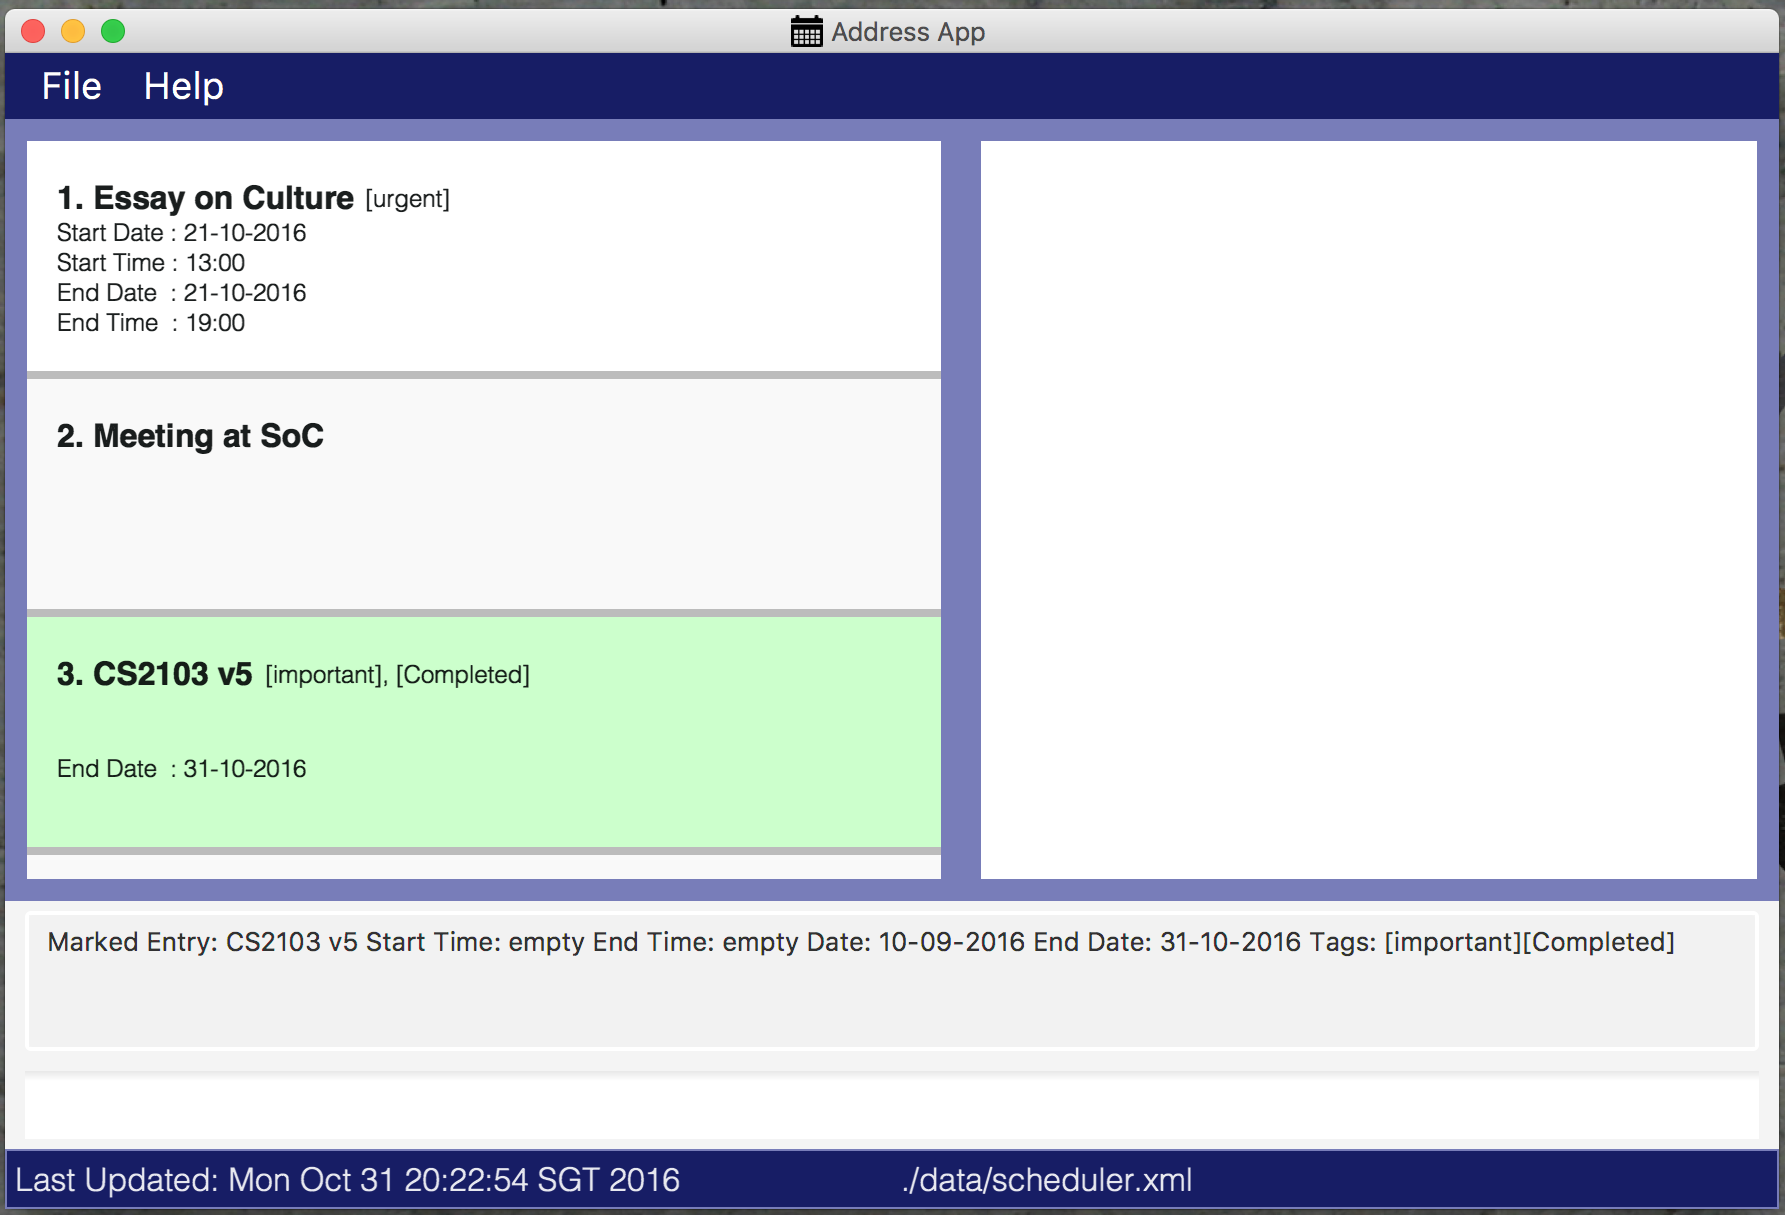 Address App
File Help
1. Essay on Culture [urgent]
Start Date : 21-10-2016
Start Time : 13:00
End Date : 21-10-2016
End Time : 19:00
2. Meeting at SoC
3. CS2103 v5 [important], [Completed]
End Date : 31-10-2016
Marked Entry: CS2103 v5 Start Time: empty End Time: empty Date: 10-09-2016 End Date: 31-10-2016 Tags: [important][Completed]
Last Updated: Mon Oct 31 20:22:54 SGT 2016 ./data/scheduler.xml